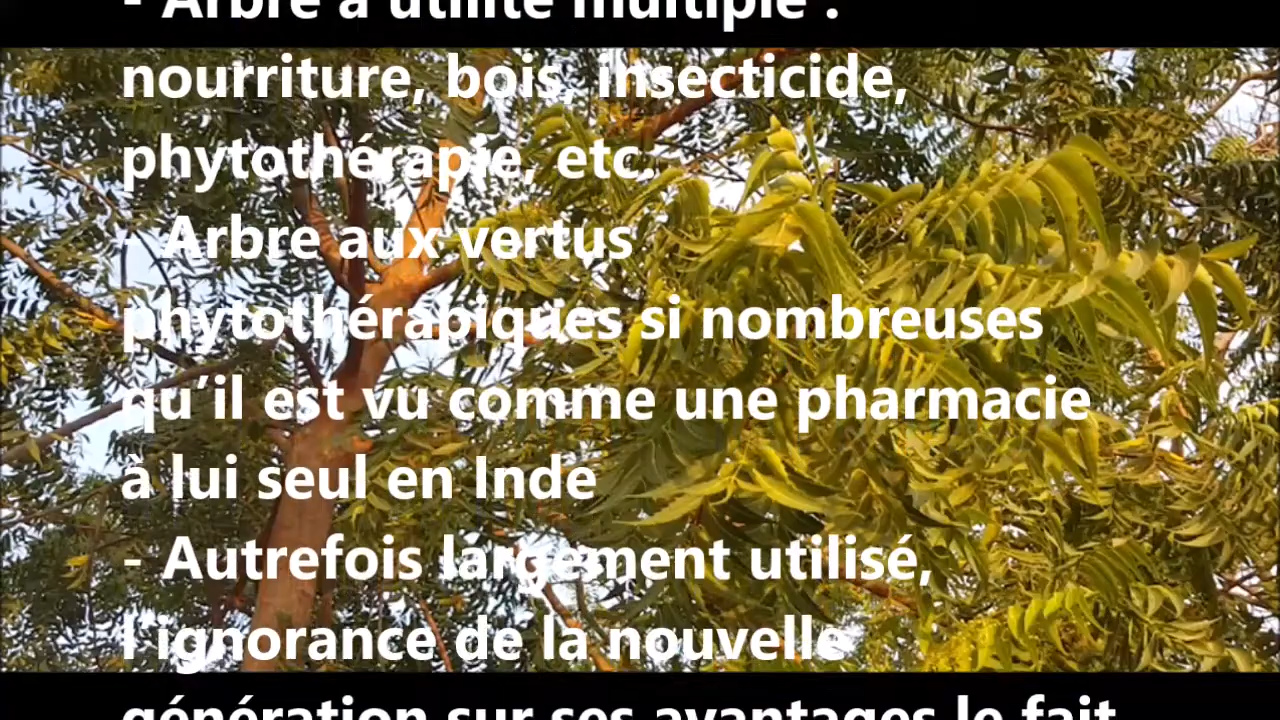 - Arbre à utilité multiple :
nourriture, bois, insecticide,
phytothérapie, etc.
- Arbre aux vertus
phytothérapiques si nombreuses
qu’il est vu comme une pharmacie
à lui seul en Inde
- Autrefois largement utilisé,
l’ignorance de la nouvelle
génération sur ses avantages le fait